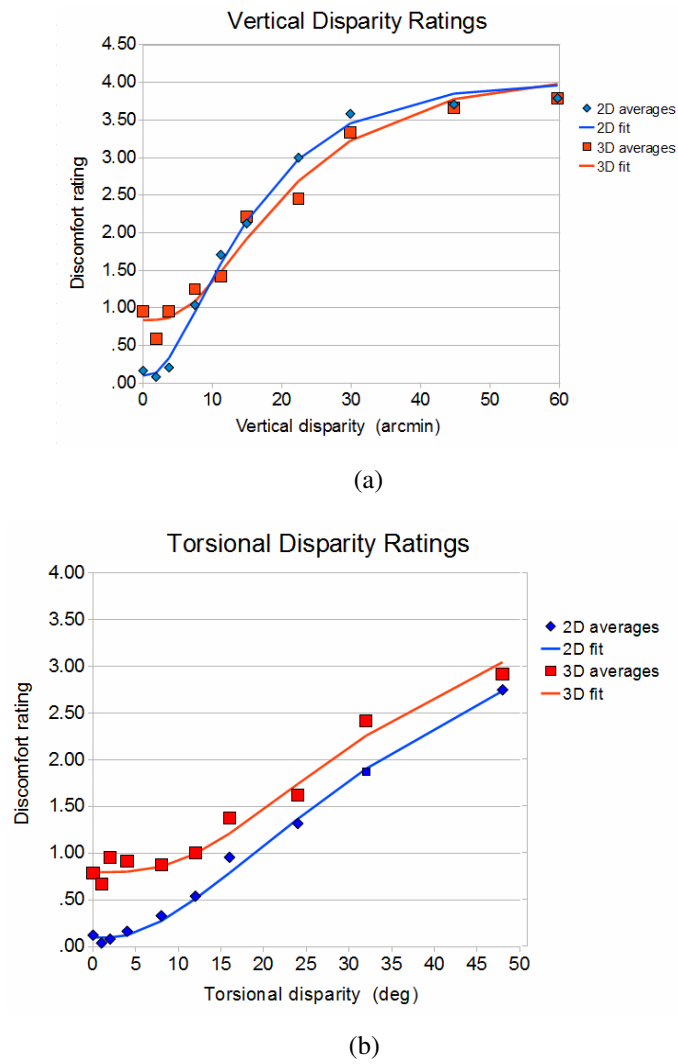 Vertical Disparity Ratings
4.50
4.00
3.50
3.00
2.50
2.00
1.50
1.00
.50
.00
Discomfort rating
0 10 20 30 40 50 60
Vertical disparity (arcmin)
2D averages
2D fit
3D averages
3D fit
(a)
Torsional Disparity Ratings
4.00
3.50
3.00
2.50
2.00
1.50
1.00
.50
.00
Discomfort rating
0 5 10 15 20 25 30 35 40 45 50
Torsional disparity (deg)
2D averages
2D fit
3D averages
3D fit
(b)